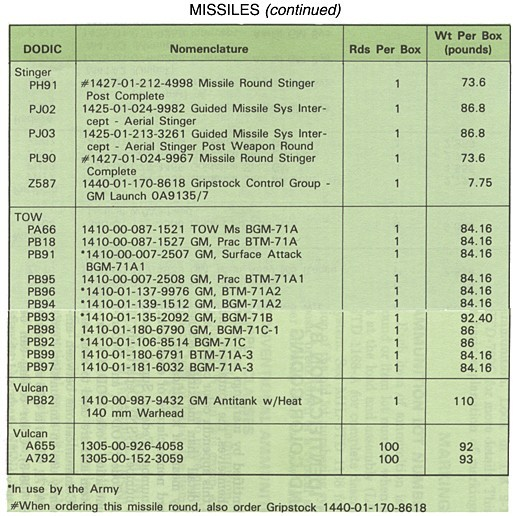 MISSILES (continued)
DODIC Nomenclature Rds Per Box Wt Per Box (pounds)
Stinger
PH91 #1427-01-212-4998 Missile Round Stinger 1 73.6
Post Complete
PJ02 1425-01-024-9982 Guided Missile Sys Inter- 1 86.8
cept - Aerial Stinger
PJ03 1425-01-213-3261 Guided Missile Sys Inter- 1 86.8
cept - Aerial Stinger Post Weapon Round
PL90 #1427-01-024-9967 Missile Round Stinger 1 73.6
Complete
Z587 1440-01-170-8618 Gripstock Control Group - 1 7.75
GM Launch OA9135/7
TOW
PA66 1410-00-087-1521 TOW Ms BGM-71A 1 84.16
PB18 1410-00-087-1527 GM, Prac BTM-71A 1 84.16
PB91 *1410-00-007-2507 GM, Surface Attack 1 84.16
BGM-71A1
PB95 1410-00-007-2508 GM, Prac BTM-71A1 1 84.16
PB96 *1410-01-137-9976 GM, BTM-71A2 1 84.16
PB94 *1410-01-139-1512 GM, BGM-71A2 1 84.16
PB93 *1410-01-135-2092 GM, BGM-71B 1 92.40
PB98 1410-01-180-6790 GM, BGM-71C-1 1 86
PB92 *1410-01-106-8514 BGM-71C 1 86
PB99 1410-01-180-6791 BTM-71A-3 1 84.16
PB97 1410-01-181-6032 BGM-71A-3 1 84.16
Vulcan
PB82 1410-00-987-9432 GM Antitank w/Heat 1 110
140 mm Warhead
Vulcan
A655 1305-00-926-4058 100 92
A792 1305-00-152-3059 100 93
*In use by the Army
#When ordering this missile round, also order Gripstock 1440-01-170-8618